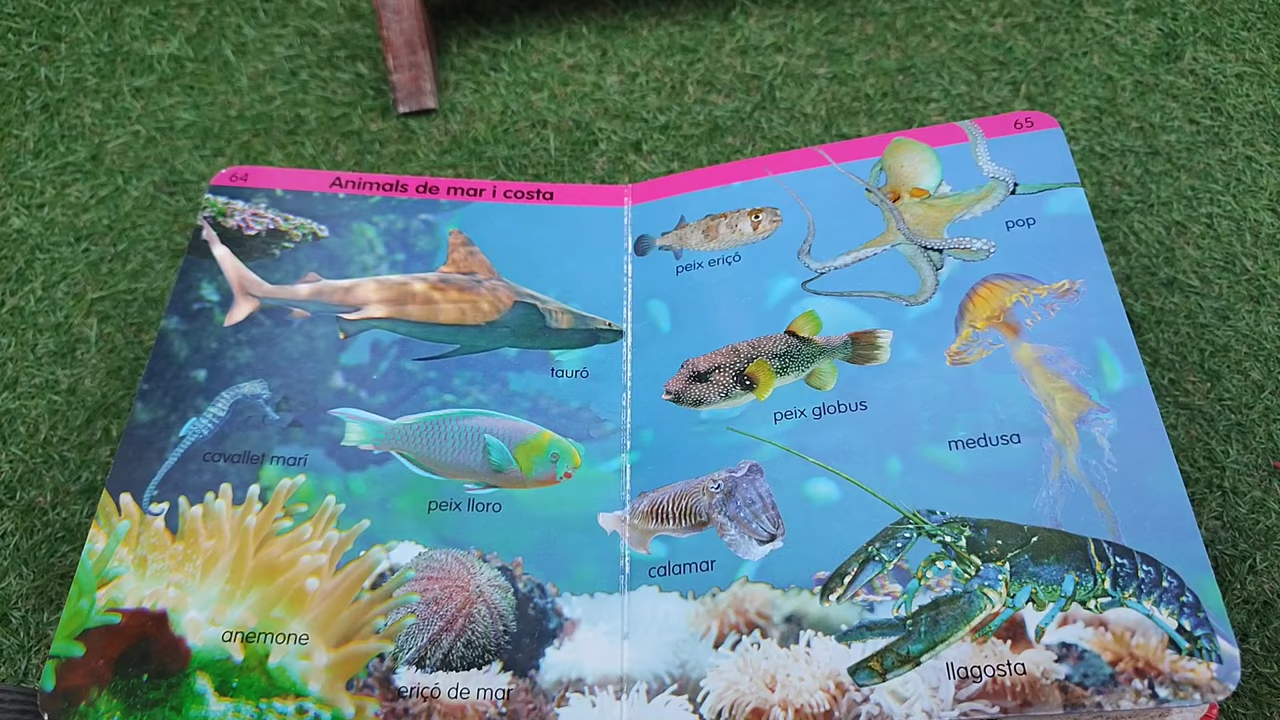 64
Animals de mar i costa
tauró
cavallet marí
peix lloro
anemone
eriçó de mar
65
pop
peix eriçó
peix globus
medusa
calamar
llagosta